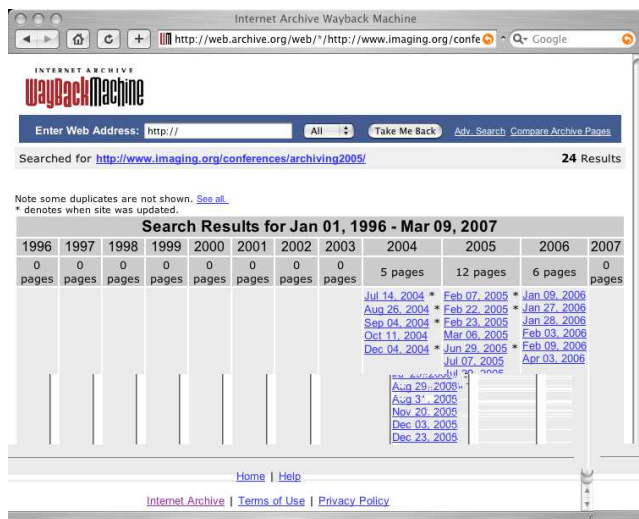 Internet Archive Wayback Machine
http://web.archive.org/web/*/http://www.imaging.org/confe
Google
INTERNET ARCHIVE
WayBackMachine
Enter Web Address: http:// All Take Me Back Adv. Search Compare Archive Pages
Searched for http://www.imaging.org/conferences/archiving2005/ 24 Results
Note some duplicates are not shown. See all.
* denotes when site was updated.
Search Results for Jan 01, 1996 - Mar 09, 2007
1996 1997 1998 1999 2000 2001 2002 2003 2004 2005 2006 2007
0 pages 0 pages 0 pages 0 pages 0 pages 0 pages 0 pages 0 pages 5 pages 12 pages 6 pages 0 pages
Jul 14, 2004 * Feb 07, 2005 * Jan 09, 2006
Aug 26, 2004 * Feb 22, 2005 * Jan 27, 2006
Sep 04, 2004 * Feb 23, 2005 Jan 28, 2006
Oct 11, 2004 Mar 06, 2005 Feb 03, 2006
Dec 04, 2004 * Jun 29, 2005 * Feb 09, 2006
Jul 07, 2005 Apr 03, 2006
Aug 31, 2005
Nov 20, 2005
Dec 03, 2005
Dec 23, 2005
Home | Help
Internet Archive | Terms of Use | Privacy Policy